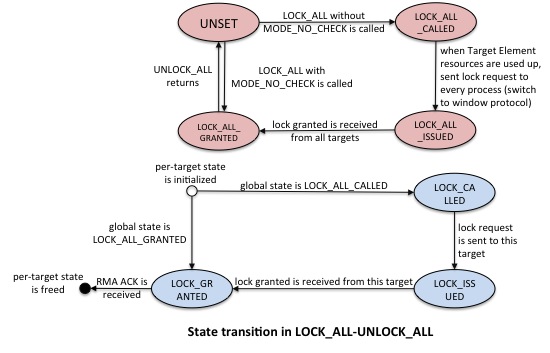 UNSET
LOCK_ALL without
MODE_NO_CHECK is called
LOCK_ALL
_CALLED
UNLOCK_ALL
returns
LOCK_ALL with
MODE_NO_CHECK is called
when Target Element
resources are used up,
sent lock request to
every process (switch
to window protocol)
LOCK_ALL_
GRANTED
lock granted is received
from all targets
LOCK_ALL
_ISSUED
per-target state
is initialized
global state is LOCK_ALL_CALLED
LOCK_CA
LLED
global state is
LOCK_ALL_GRANTED
lock request
is sent to this
target
per-target state
is freed
RMA ACK is
received
LOCK_GR
ANTED
lock granted is received from this target
LOCK_ISS
UED
State transition in LOCK_ALL-UNLOCK_ALL